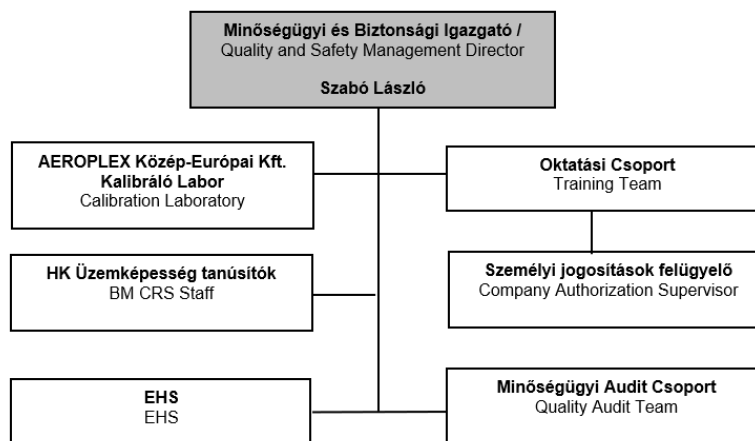 Minőségügyi és Biztonsági Igazgató /
Quality and Safety Management Director
Szabó László
AEROPLEX Közép-Európai Kft.
Kalibráló Labor
Calibration Laboratory
Oktatási Csoport
Training Team
HK Üzemképesség tanúsítók
BM CRS Staff
Személyi jogosítások felügyelő
Company Authorization Supervisor
EHS
EHS
Minőségügyi Audit Csoport
Quality Audit Team